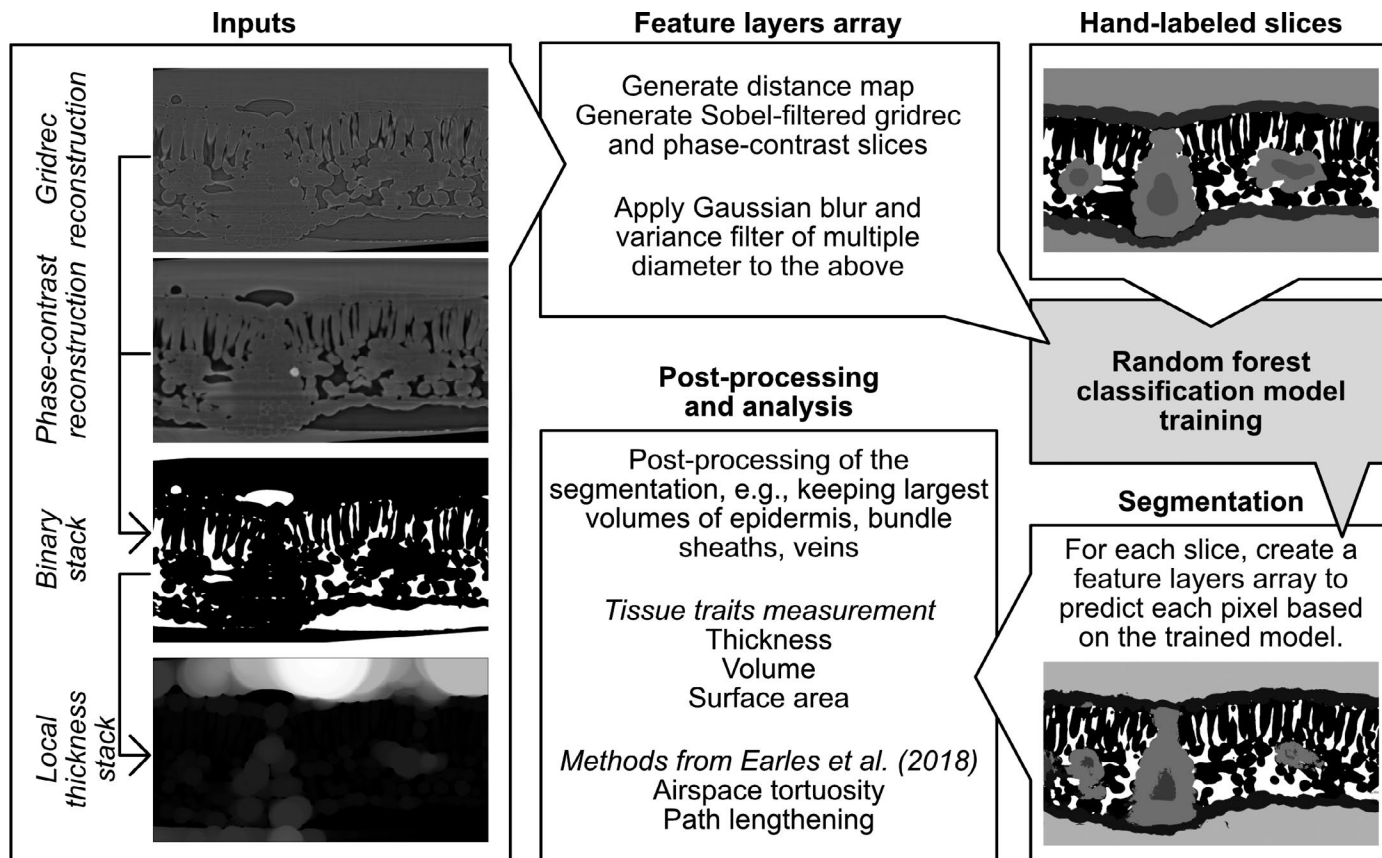 Inputs
Gridrec
reconstruction
Phase-contrast
reconstruction
Binary
stack
Local
thickness
stack
Feature layers array
Generate distance map
Generate Sobel-filtered gridrec
and phase-contrast slices
Apply Gaussian blur and
variance filter of multiple
diameter to the above
Hand-labeled slices
Random forest
classification model
training
Segmentation
For each slice, create a
feature layers array to
predict each pixel based
on the trained model.
Post-processing
and analysis
Post-processing of the
segmentation, e.g., keeping largest
volumes of epidermis, bundle
sheaths, veins
Tissue traits measurement
Thickness
Volume
Surface area
Methods from Earles et al. (2018)
Airspace tortuosity
Path lengthening